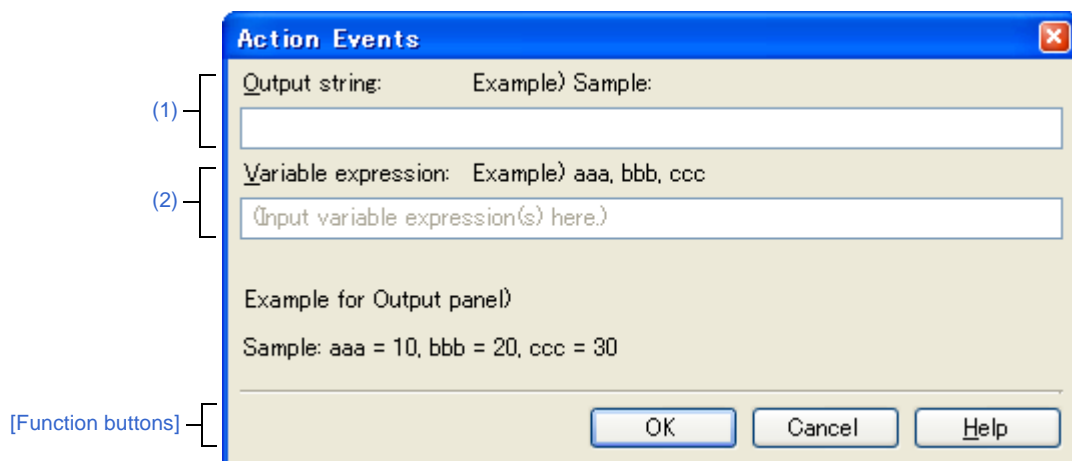 Action Events
(1)
Output string: Example) Sample:
(2)
Variable expression: Example) aaa, bbb, ccc
(Input variable expression(s) here.)
Example for Output panel)
Sample: aaa = 10, bbb = 20, ccc = 30
[Function buttons]
OK Cancel Help